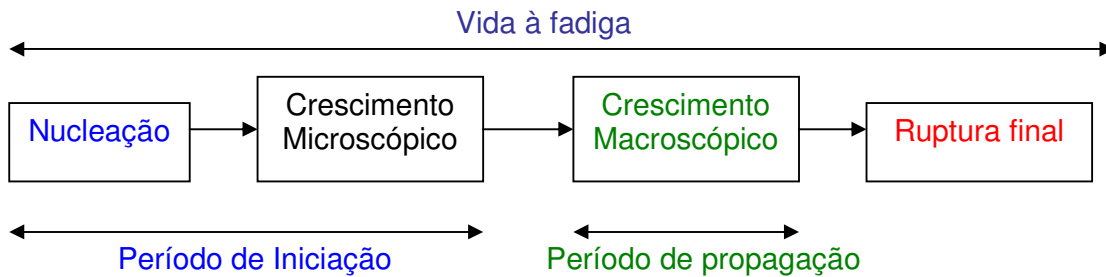 Vida à fadiga
Nucleação
Crescimento
Microscópico
Crescimento
Macroscópico
Ruptura final
Período de Iniciação
Período de propagação